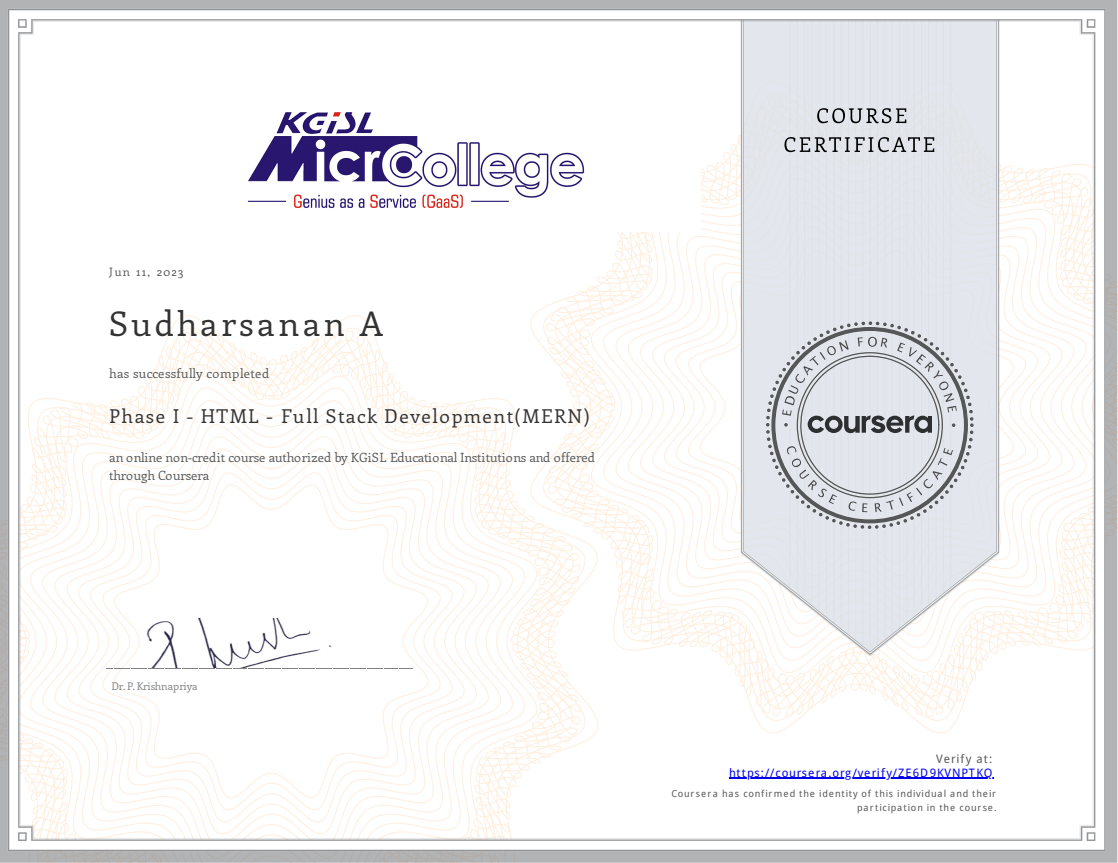 KGiSL
MicroCollege
Genius as a Service (GaaS)
COURSE
CERTIFICATE
Jun 11, 2023
Sudharsanan A
has successfully completed
Phase I - HTML - Full Stack Development(MERN)
an online non-credit course authorized by KGiSL Educational Institutions and offered
through Coursera
EDUCATION FOR EVERYONE
coursera
COURSE CERTIFICATE
Dr. P. Krishnapriya
Verify at:
https://coursera.org/verify/ZE6D9KVNPTKQ
Coursera has confirmed the identity of this individual and their
participation in the course.